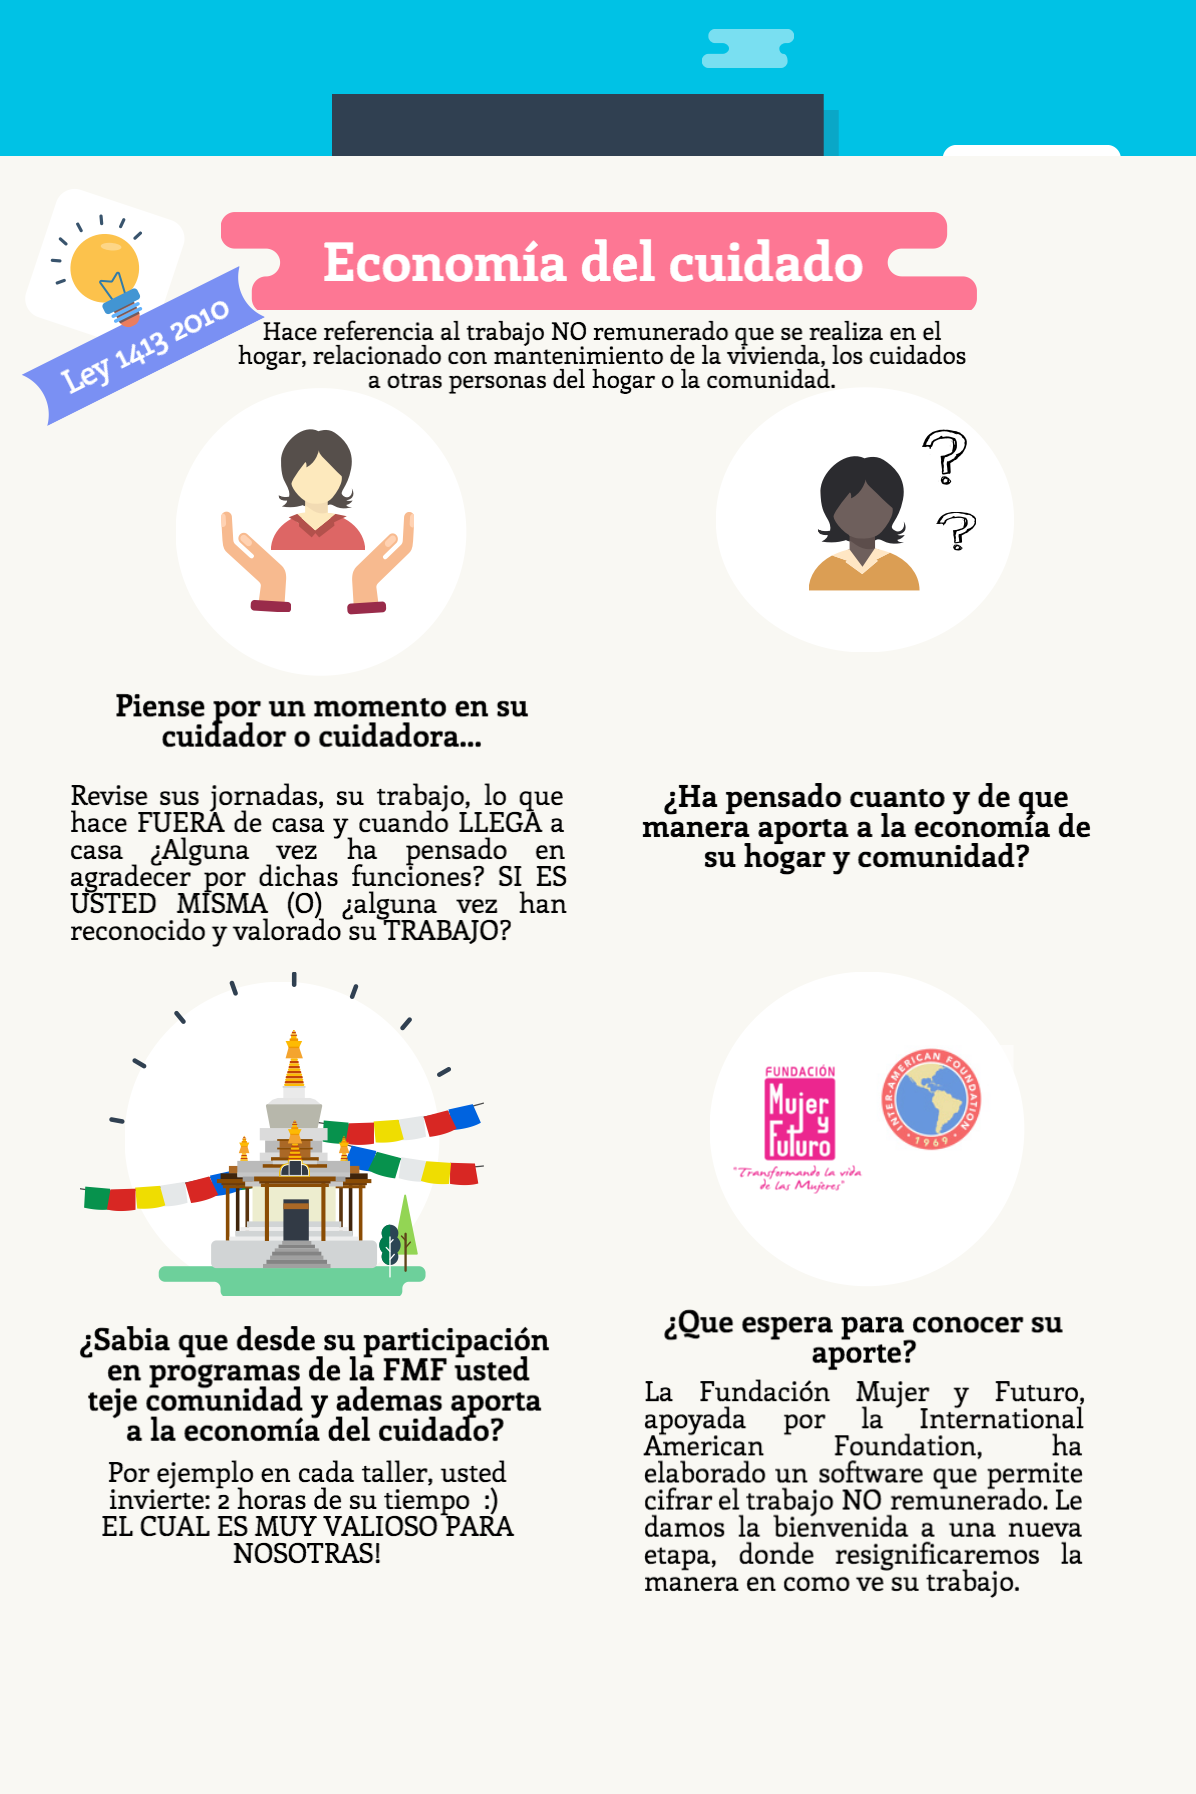 Economía del cuidado
Ley 1413 2010
Hace referencia al trabajo NO remunerado que se realiza en el
hogar, relacionado con mantenimiento de la vivienda, los cuidados
a otras personas del hogar o la comunidad.
Piense por un momento en su
cuidador o cuidadora...
Revise sus jornadas, su trabajo, lo que
hace FUERA de casa y cuando LLEGA a
casa ¿Alguna vez ha pensado en
agradecer por dichas funciones? SI ES
USTED MISMA (O) ¿alguna vez han
reconocido y valorado su TRABAJO?
¿Ha pensado cuanto y de que
manera aporta a la economía de
su hogar y comunidad?
¿Sabia que desde su participación
en programas de la FMF usted
teje comunidad y ademas aporta
a la economía del cuidado?
Por ejemplo en cada taller, usted
invierte: 2 horas de su tiempo :)
EL CUAL ES MUY VALIOSO PARA
NOSOTRAS!
FUNDACIÓN
Mujer
y
Futuro
"Transformando la vida
de las Mujeres"
INTER-AMERICAN FOUNDATION
· 1969 ·
¿Que espera para conocer su
aporte?
La Fundación Mujer y Futuro,
apoyada por la International
American Foundation, ha
elaborado un software que permite
cifrar el trabajo NO remunerado. Le
damos la bienvenida a una nueva
etapa, donde resignificaremos la
manera en como ve su trabajo.